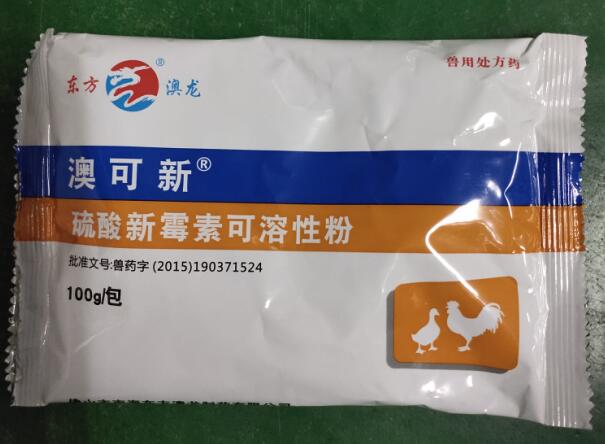 东方 ® 澳龙
兽用处方药
澳可新®
硫酸新霉素可溶性粉
批准文号:兽药字 (2015)190371524
100g/包